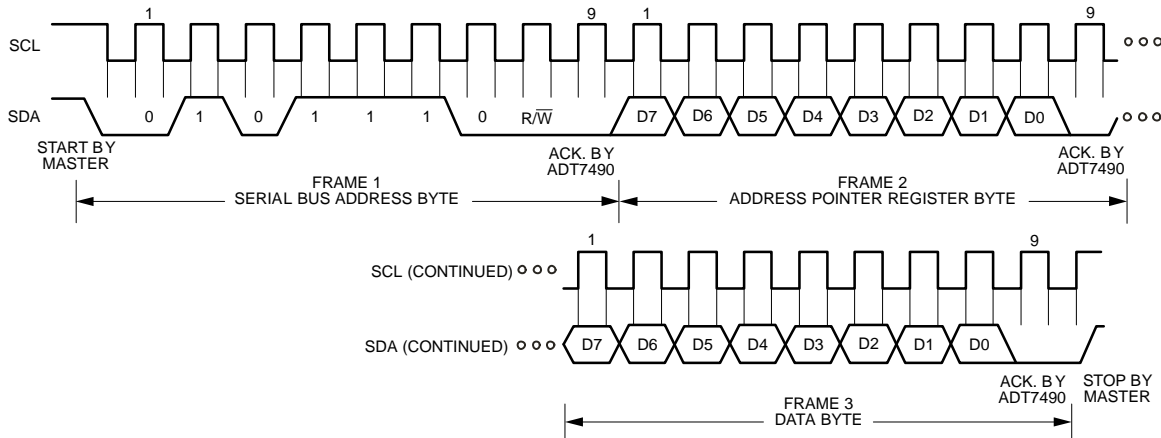 1 9 1 9
SCL
SDA 0 1 0 1 1 1 0 R/W D7 D6 D5 D4 D3 D2 D1 D0
START BY
MASTER
ACK. BY
ADT7490
ACK. BY
ADT7490
FRAME 1
SERIAL BUS ADDRESS BYTE
FRAME 2
ADDRESS POINTER REGISTER BYTE
1 9
SCL (CONTINUED)
SDA (CONTINUED) D7 D6 D5 D4 D3 D2 D1 D0
ACK. BY
ADT7490
STOP BY
MASTER
FRAME 3
DATA BYTE